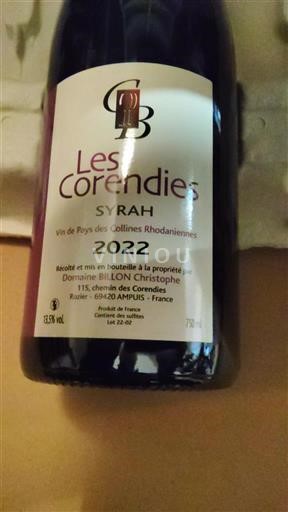 CB
Les
Corendies
SYRAH
Vin de Pays des Collines Rhodaniennes
2022
VINIOU
Récolté et mis en bouteille à la propriété par
Domaine BILLON Christophe
115, chemin des Corendies
Rozier - 69420 AMPUIS - France
Produit de France
Contient des sulfites
Lot 22-02
13,5% vol.
750 ml